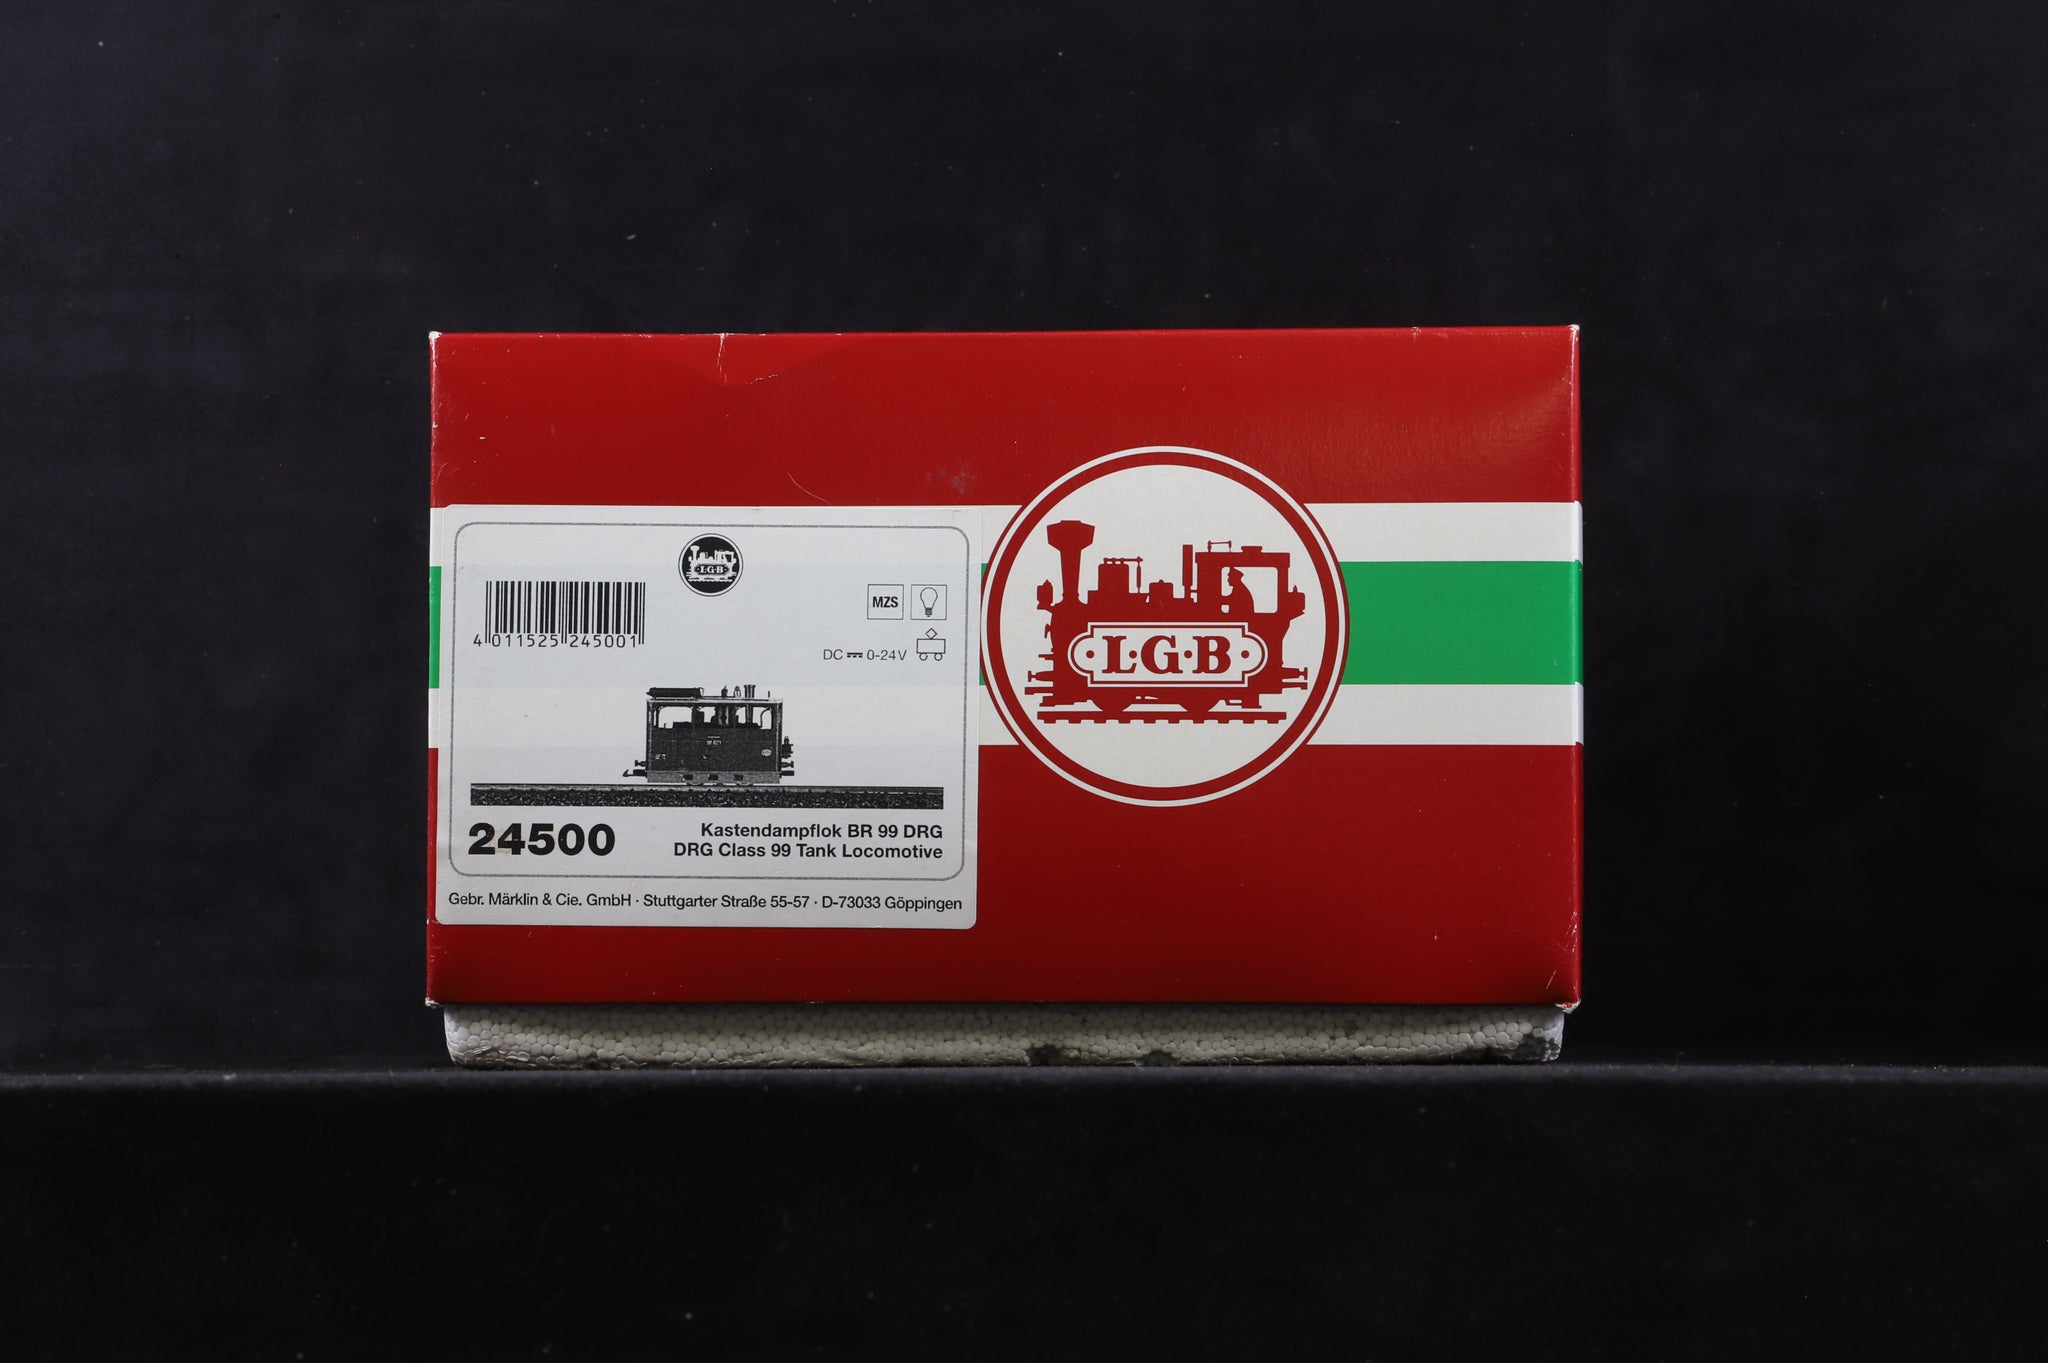 L·G·B
4 011525 245001
MZS
DC 0-24V
24500
Kastendampflok BR 99 DRG
DRG Class 99 Tank Locomotive
Gebr. Märklin & Cie. GmbH · Stuttgarter Straße 55-57 · D-73033 Göppingen
L·G·B